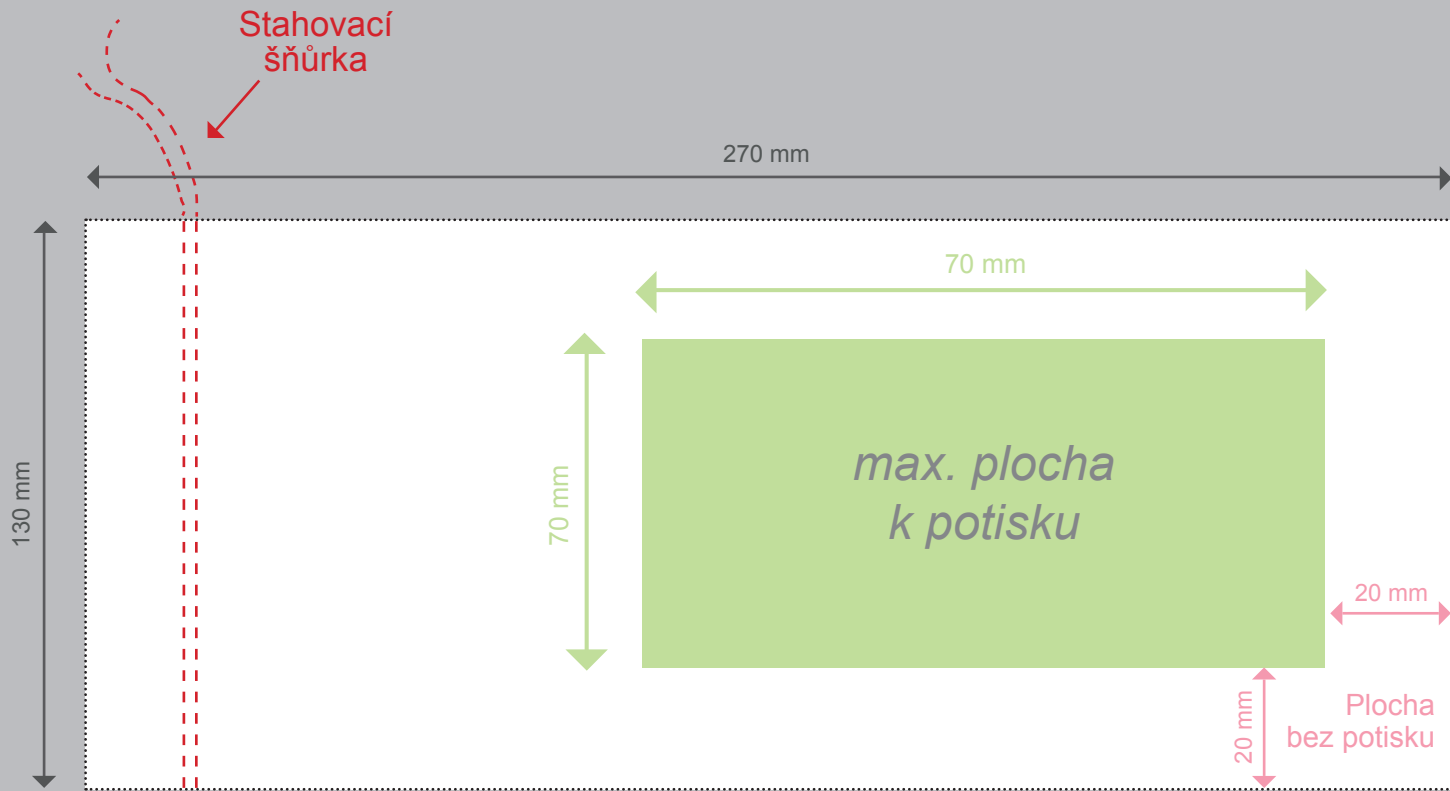 Stahovací
šňůrka
270 mm
70 mm
130 mm
70 mm
max. plocha
k potisku
20 mm
20 mm
Plocha
bez potisku